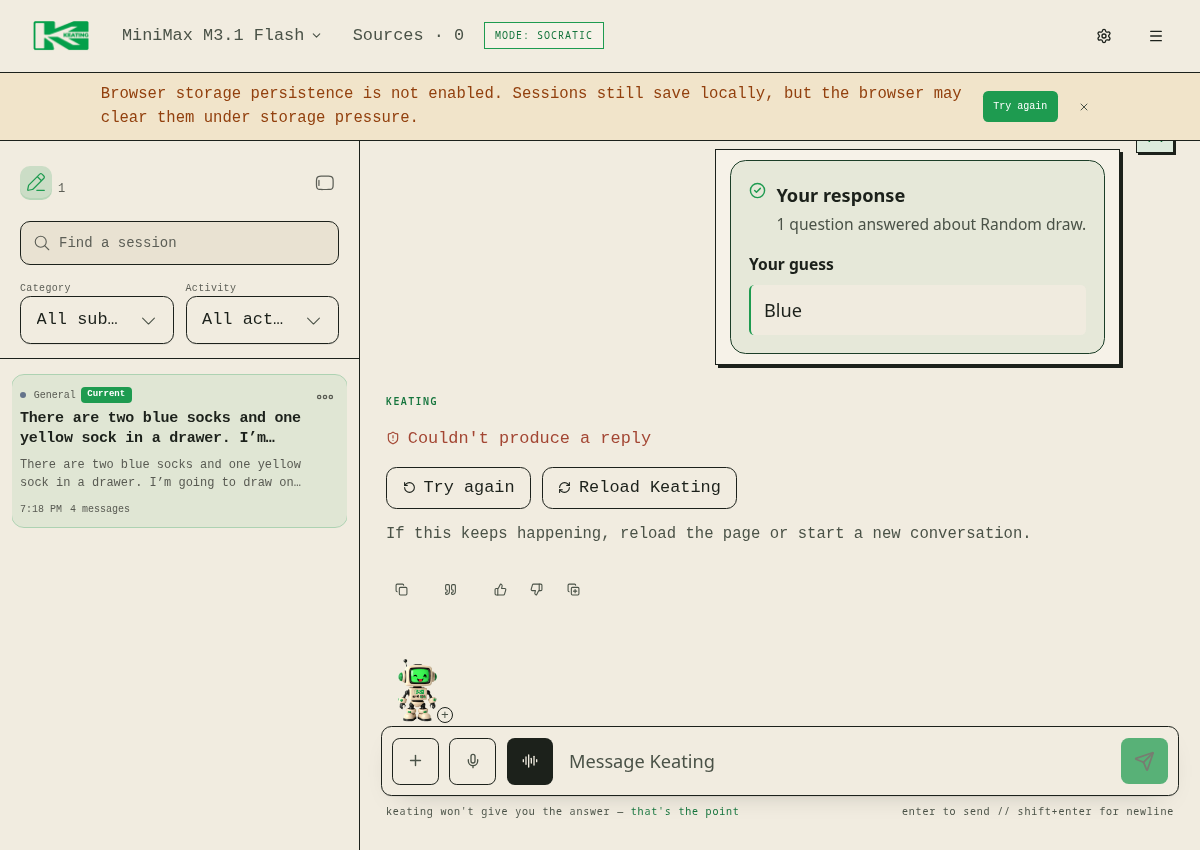 KEATING
MiniMax M3.1 Flash
Sources · 0
MODE: SOCRATIC
Browser storage persistence is not enabled. Sessions still save locally, but the browser may
clear them under storage pressure.
Try again
1
Find a session
Category
Activity
All sub…
All act…
General
Current
There are two blue socks and one
yellow sock in a drawer. I’m…
There are two blue socks and one yellow
sock in a drawer. I’m going to draw on…
7:18 PM 4 messages
Your response
1 question answered about Random draw.
Your guess
Blue
KEATING
Couldn't produce a reply
Try again
Reload Keating
If this keeps happening, reload the page or start a new conversation.
Message Keating
keating won't give you the answer — that's the point
enter to send // shift+enter for newline